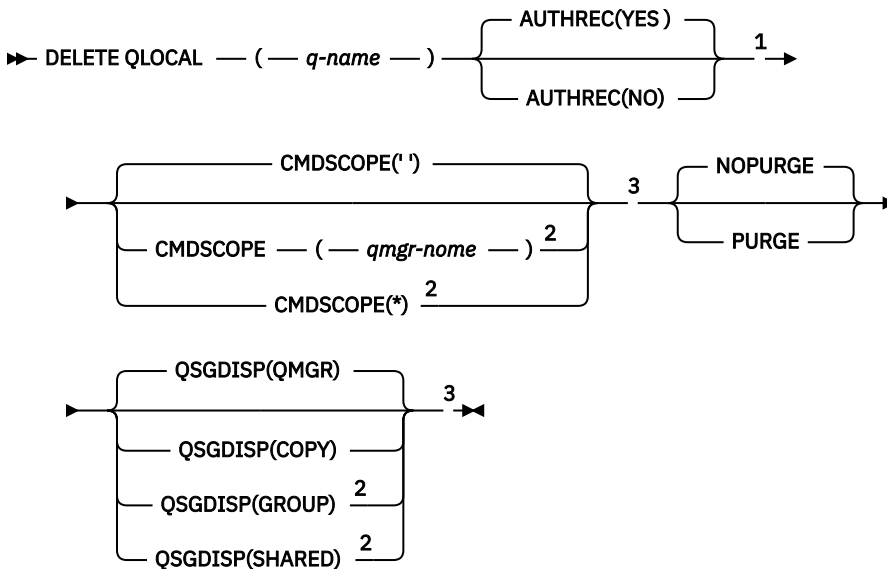 AUTHREC(YES )
DELETE QLOCAL ( q-name ) 1
AUTHREC(NO)
CMDSCOPE(' ') NOPURGE
3
CMDSCOPE ( qmgr-nome ) 2
PURGE
CMDSCOPE(*) 2
QSGDISP(QMGR)
3
QSGDISP(COPY)
QSGDISP(GROUP) 2
QSGDISP(SHARED) 2